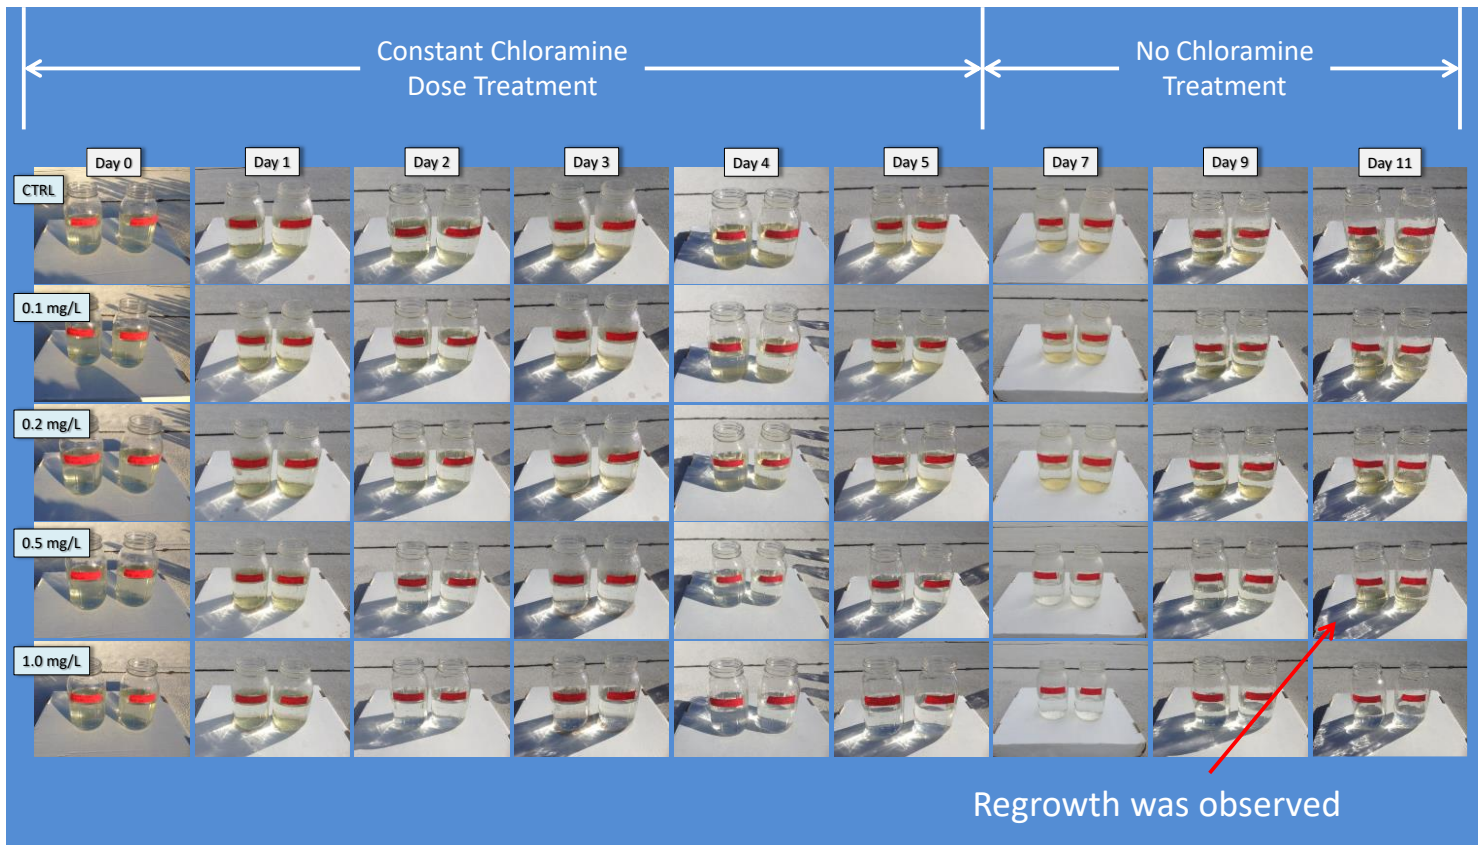 Constant Chloramine
Dose Treatment
No Chloramine
Treatment
Day 0
Day 1
Day 2
Day 3
Day 4
Day 5
Day 7
Day 9
Day 11
CTRL
0.1 mg/L
0.2 mg/L
0.5 mg/L
1.0 mg/L
Regrowth was observed